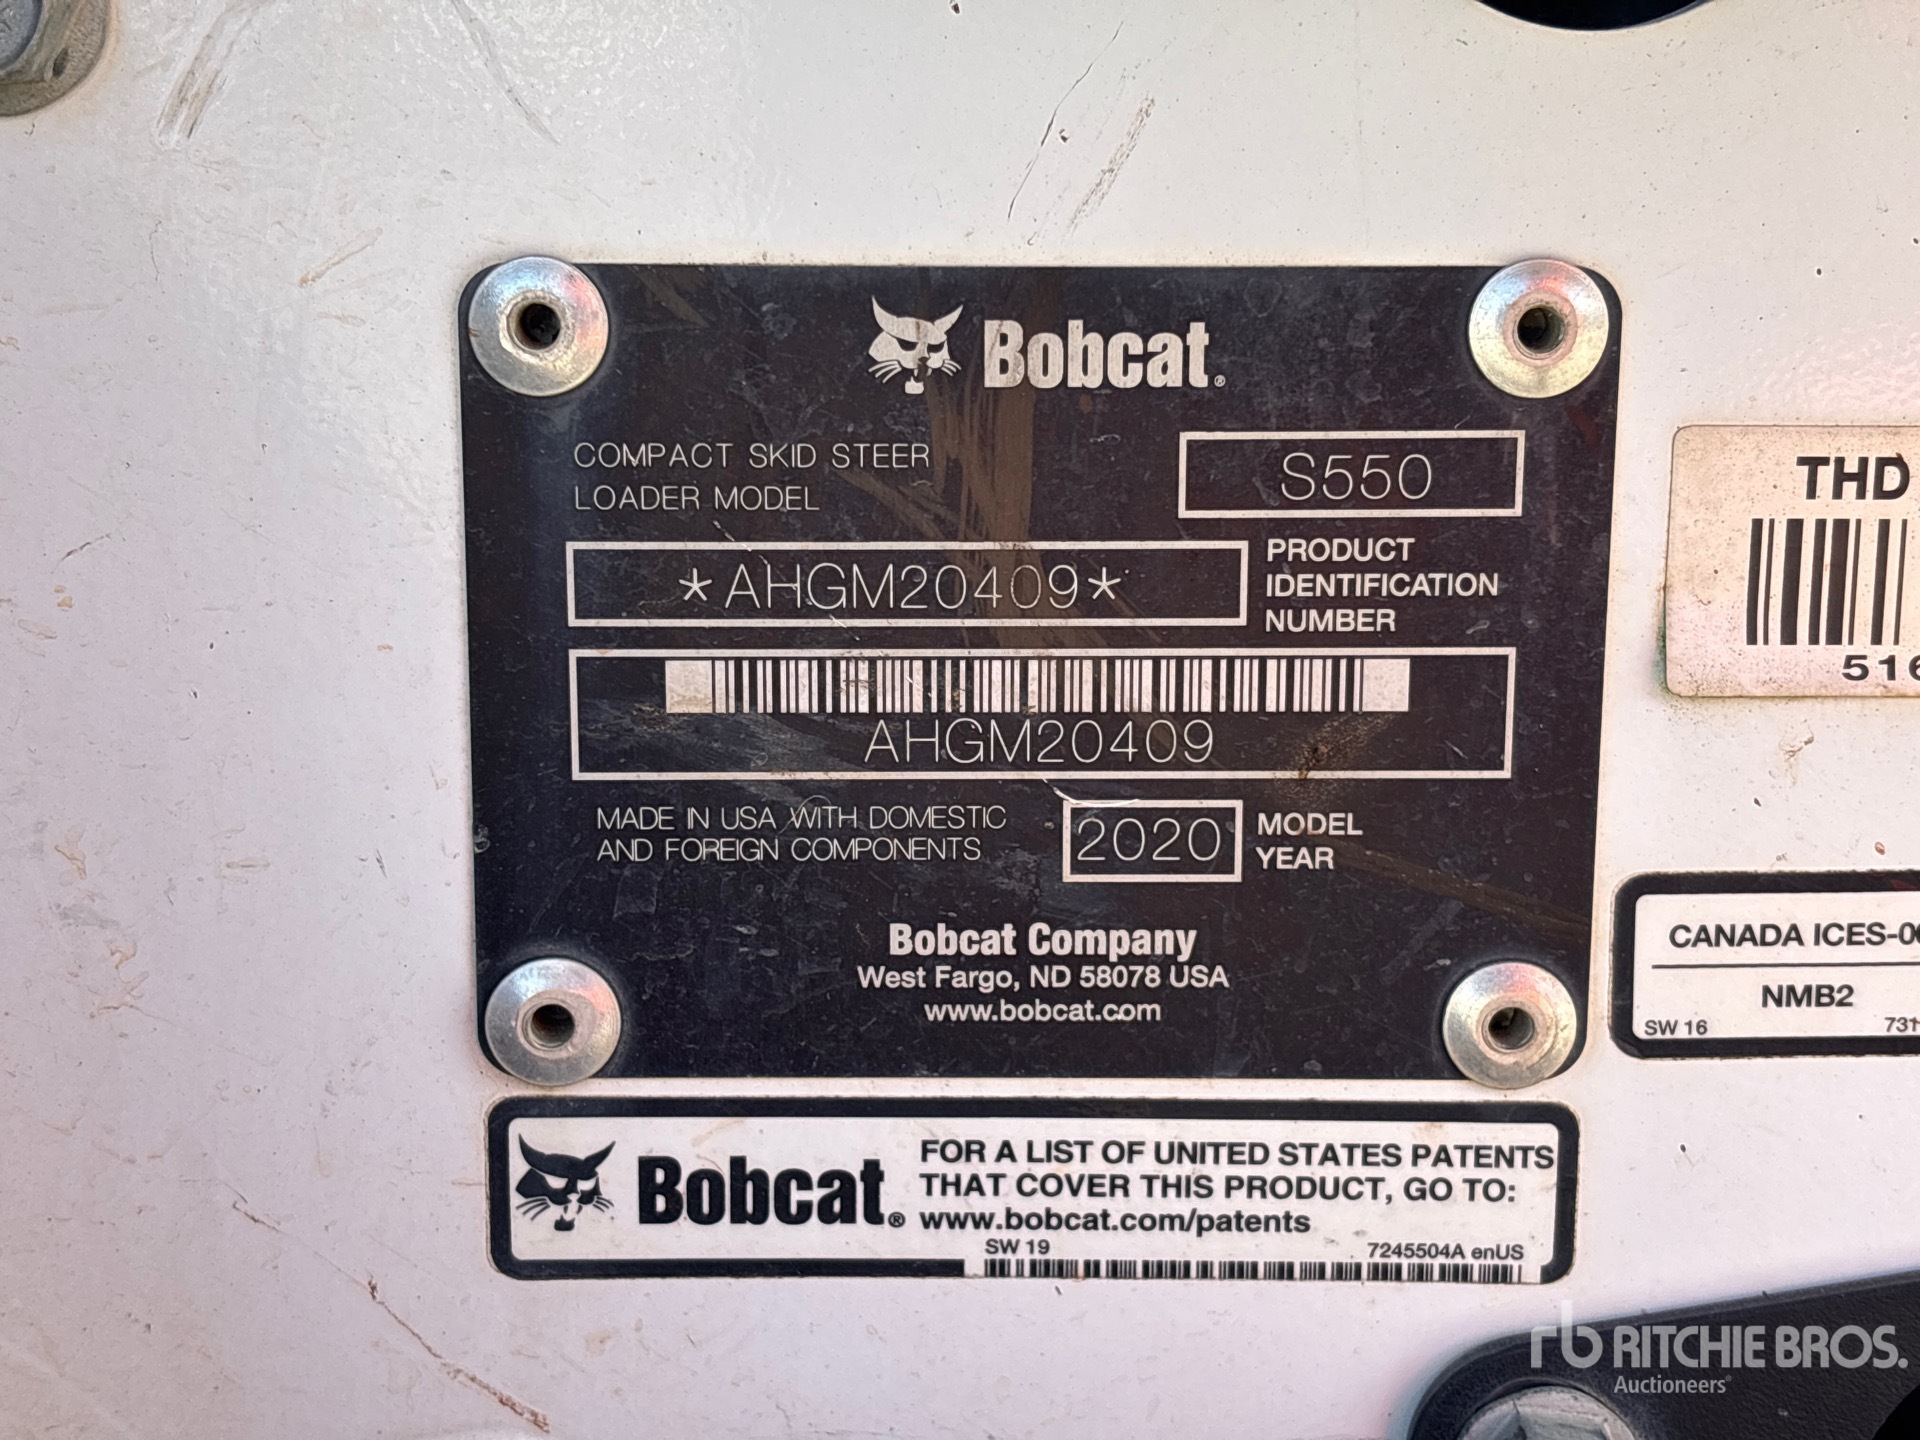 Bobcat®
COMPACT SKID STEER
LOADER MODEL
S550
*AHGM20409*
PRODUCT
IDENTIFICATION
NUMBER
AHGM20409
MADE IN USA WITH DOMESTIC
AND FOREIGN COMPONENTS
2020
MODEL
YEAR
Bobcat Company
West Fargo, ND 58078 USA
www.bobcat.com
Bobcat®
FOR A LIST OF UNITED STATES PATENTS
THAT COVER THIS PRODUCT, GO TO:
www.bobcat.com/patents
SW 19
7245504A enUS
THD
516
CANADA ICES-00
NMB2
SW 16
731
rb RITCHIE BROS.
Auctioneers